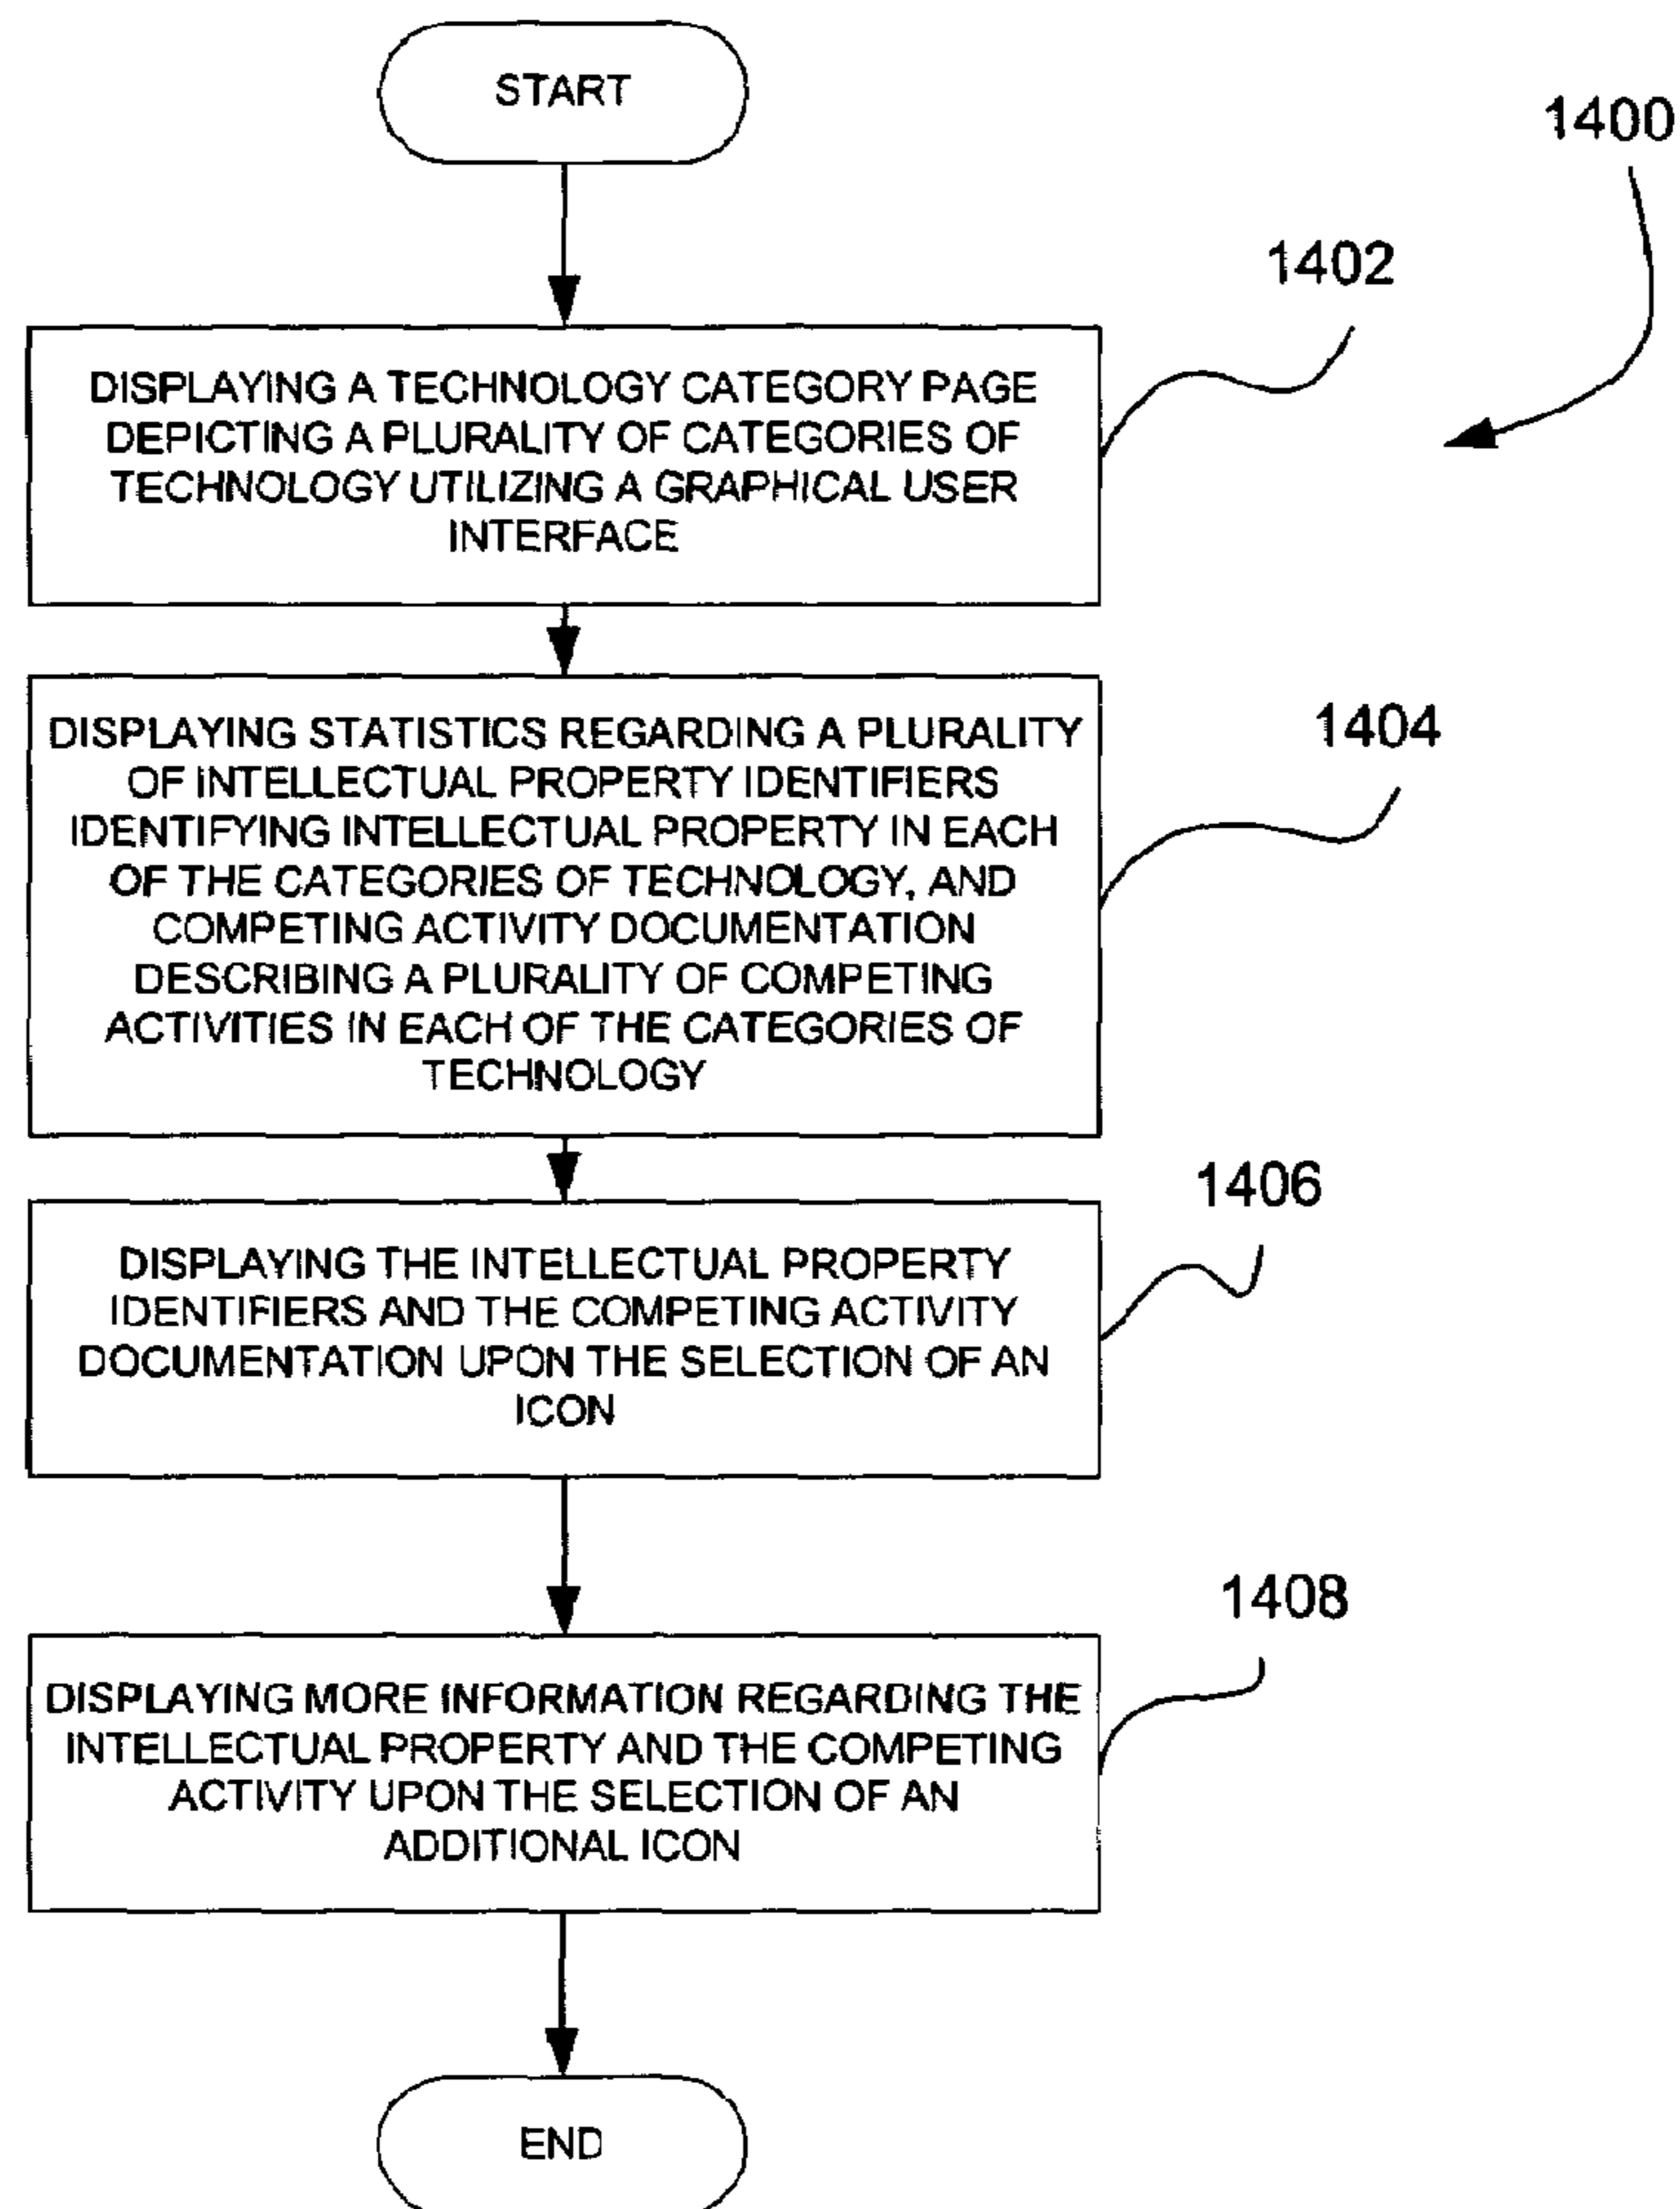 START
1400
1402
DISPLAYING A TECHNOLOGY CATEGORY PAGE
DEPICTING A PLURALITY OF CATEGORIES OF
TECHNOLOGY UTILIZING A GRAPHICAL USER
INTERFACE
1404
DISPLAYING STATISTICS REGARDING A PLURALITY
OF INTELLECTUAL PROPERTY IDENTIFIERS
IDENTIFYING INTELLECTUAL PROPERTY IN EACH
OF THE CATEGORIES OF TECHNOLOGY, AND
COMPETING ACTIVITY DOCUMENTATION
DESCRIBING A PLURALITY OF COMPETING
ACTIVITIES IN EACH OF THE CATEGORIES OF
TECHNOLOGY
1406
DISPLAYING THE INTELLECTUAL PROPERTY
IDENTIFIERS AND THE COMPETING ACTIVITY
DOCUMENTATION UPON THE SELECTION OF AN
ICON
1408
DISPLAYING MORE INFORMATION REGARDING THE
INTELLECTUAL PROPERTY AND THE COMPETING
ACTIVITY UPON THE SELECTION OF AN
ADDITIONAL ICON
END